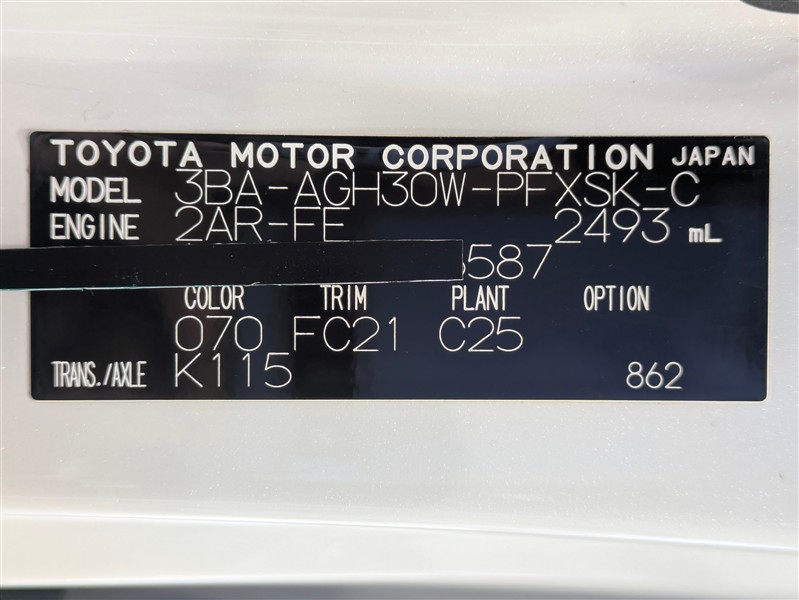 TOYOTA MOTOR CORPORATION JAPAN
MODEL 3BA-AGH30W-PFXSK-C
ENGINE 2AR-FE 2493 mL
587
COLOR TRIM PLANT OPTION
070 FC21 C25
TRANS./AXLE K115 862